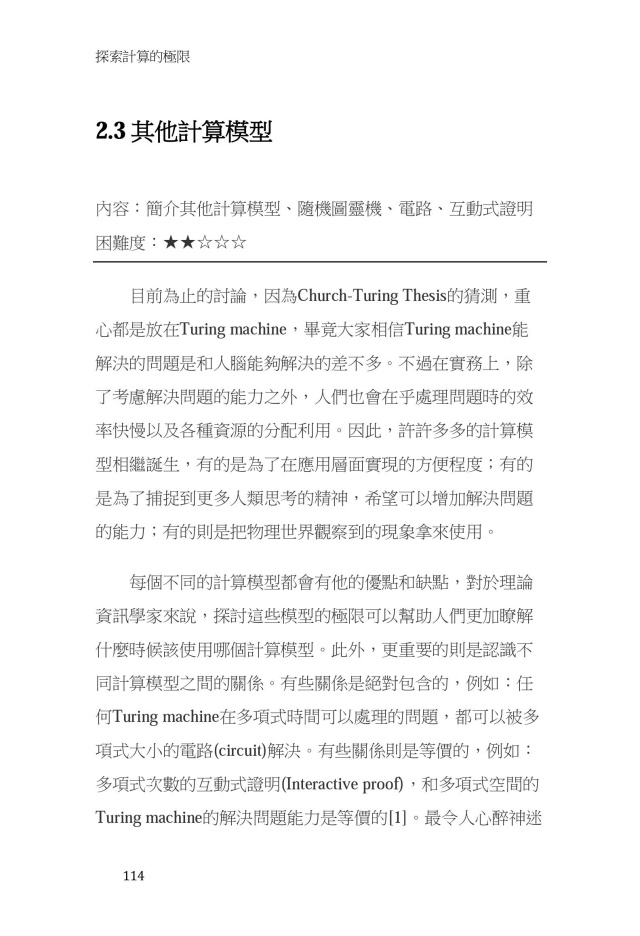 探索計算的極限
2.3 其他計算模型
內容：簡介其他計算模型、隨機圖靈機、電路、互動式證明
困難度：★★☆☆☆
目前為止的討論，因為Church-Turing Thesis的猜測，重
心都是放在Turing machine，畢竟大家相信Turing machine能
解決的問題是和人腦能夠解決的差不多。不過在實務上，除
了考慮解決問題的能力之外，人們也會在乎處理問題時的效
率快慢以及各種資源的分配利用。因此，許許多多的計算模
型相繼誕生，有的是為了在應用層面實現的方便程度；有的
是為了捕捉到更多人類思考的精神，希望可以增加解決問題
的能力；有的則是把物理世界觀察到的現象拿來使用。
每個不同的計算模型都會有他的優點和缺點，對於理論
資訊學家來說，探討這些模型的極限可以幫助人們更加瞭解
什麼時候該使用哪個計算模型。此外，更重要的則是認識不
同計算模型之間的關係。有些關係是絕對包含的，例如：任
何Turing machine在多項式時間可以處理的問題，都可以被多
項式大小的電路(circuit)解決。有些關係則是等價的，例如：
多項式次數的互動式證明(Interactive proof)，和多項式空間的
Turing machine的解決問題能力是等價的[1]。最令人心醉神迷
114